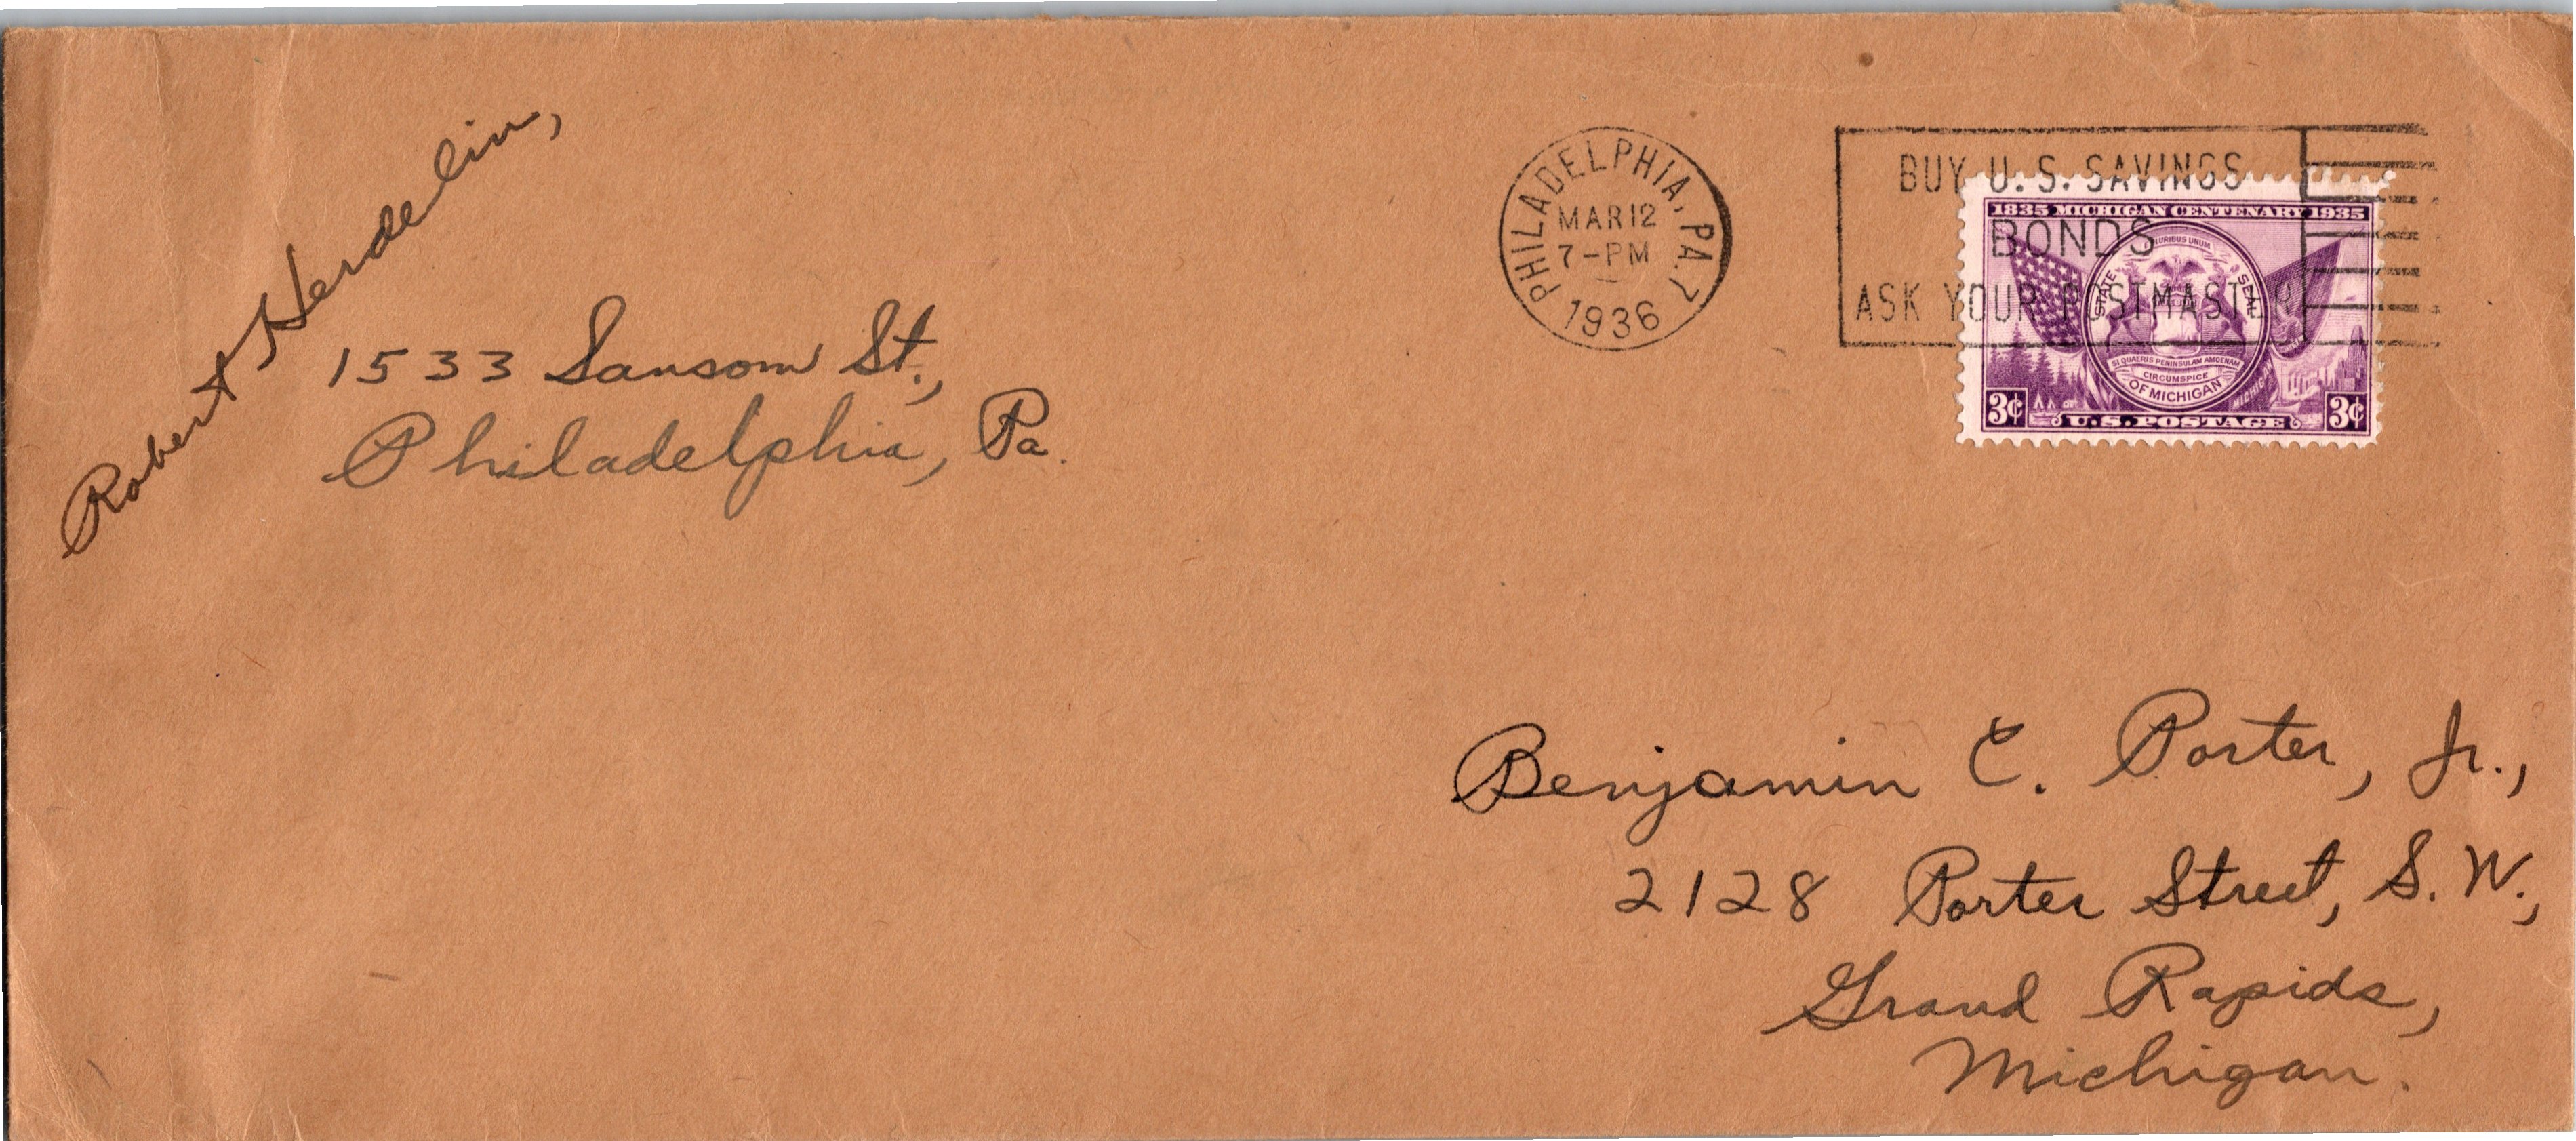 Robert Herdelin,
1533 Sansom St.,
Philadelphia, Pa.
PHILADELPHIA, PA. 7
MAR 12
7-PM
1936
BUY U. S. SAVINGS
BONDS
ASK YOUR POSTMASTER
1835 MICHIGAN CENTENARY 1935
E PLURIBUS UNUM
STATE SEAL
SI QUAERIS PENINSULAM AMOENAM
CIRCUMSPICE
OF MICHIGAN
MICHIGAN
3¢ U.S. POSTAGE 3¢
Benjamin C. Porter, Jr.,
2128 Porter Street, S. W.,
Grand Rapids,
Michigan.